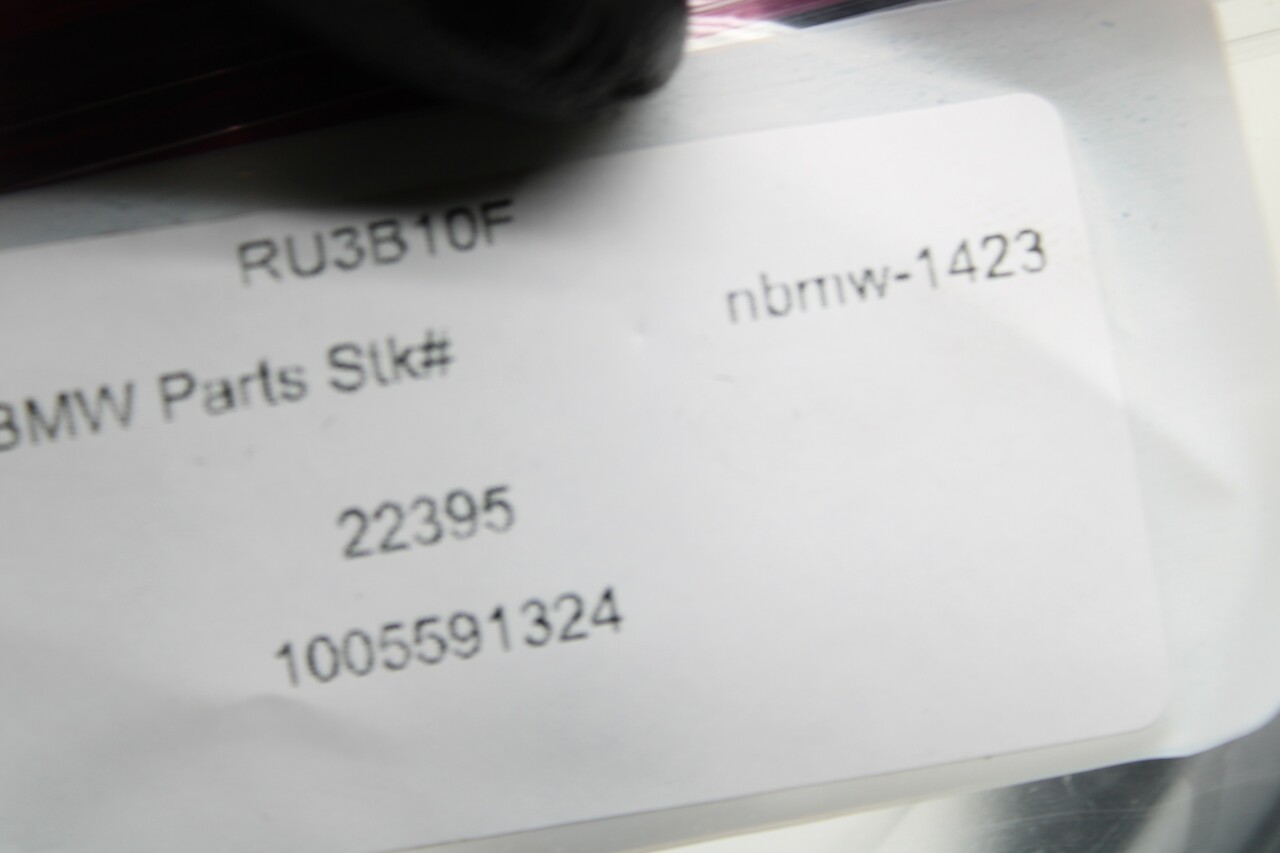 RU3B10F
nbmw-1423
BMW Parts Stk#
22395
1005591324